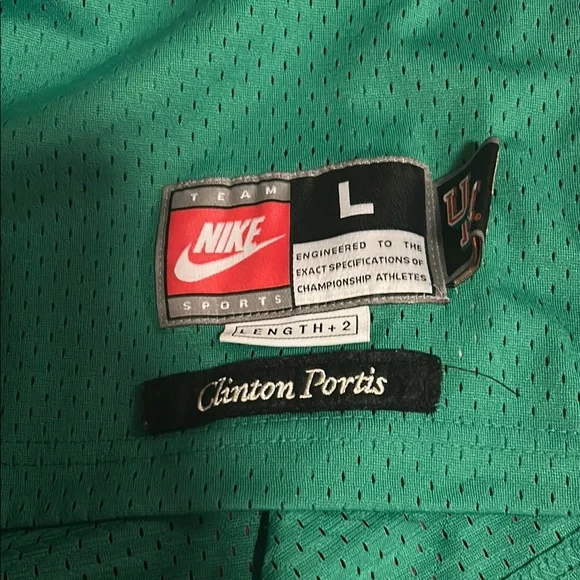 TEAM
NIKE
SPORTS
L
ENGINEERED TO THE
EXACT SPECIFICATIONS OF
CHAMPIONSHIP ATHLETES
LENGTH + 2
Clinton Portis